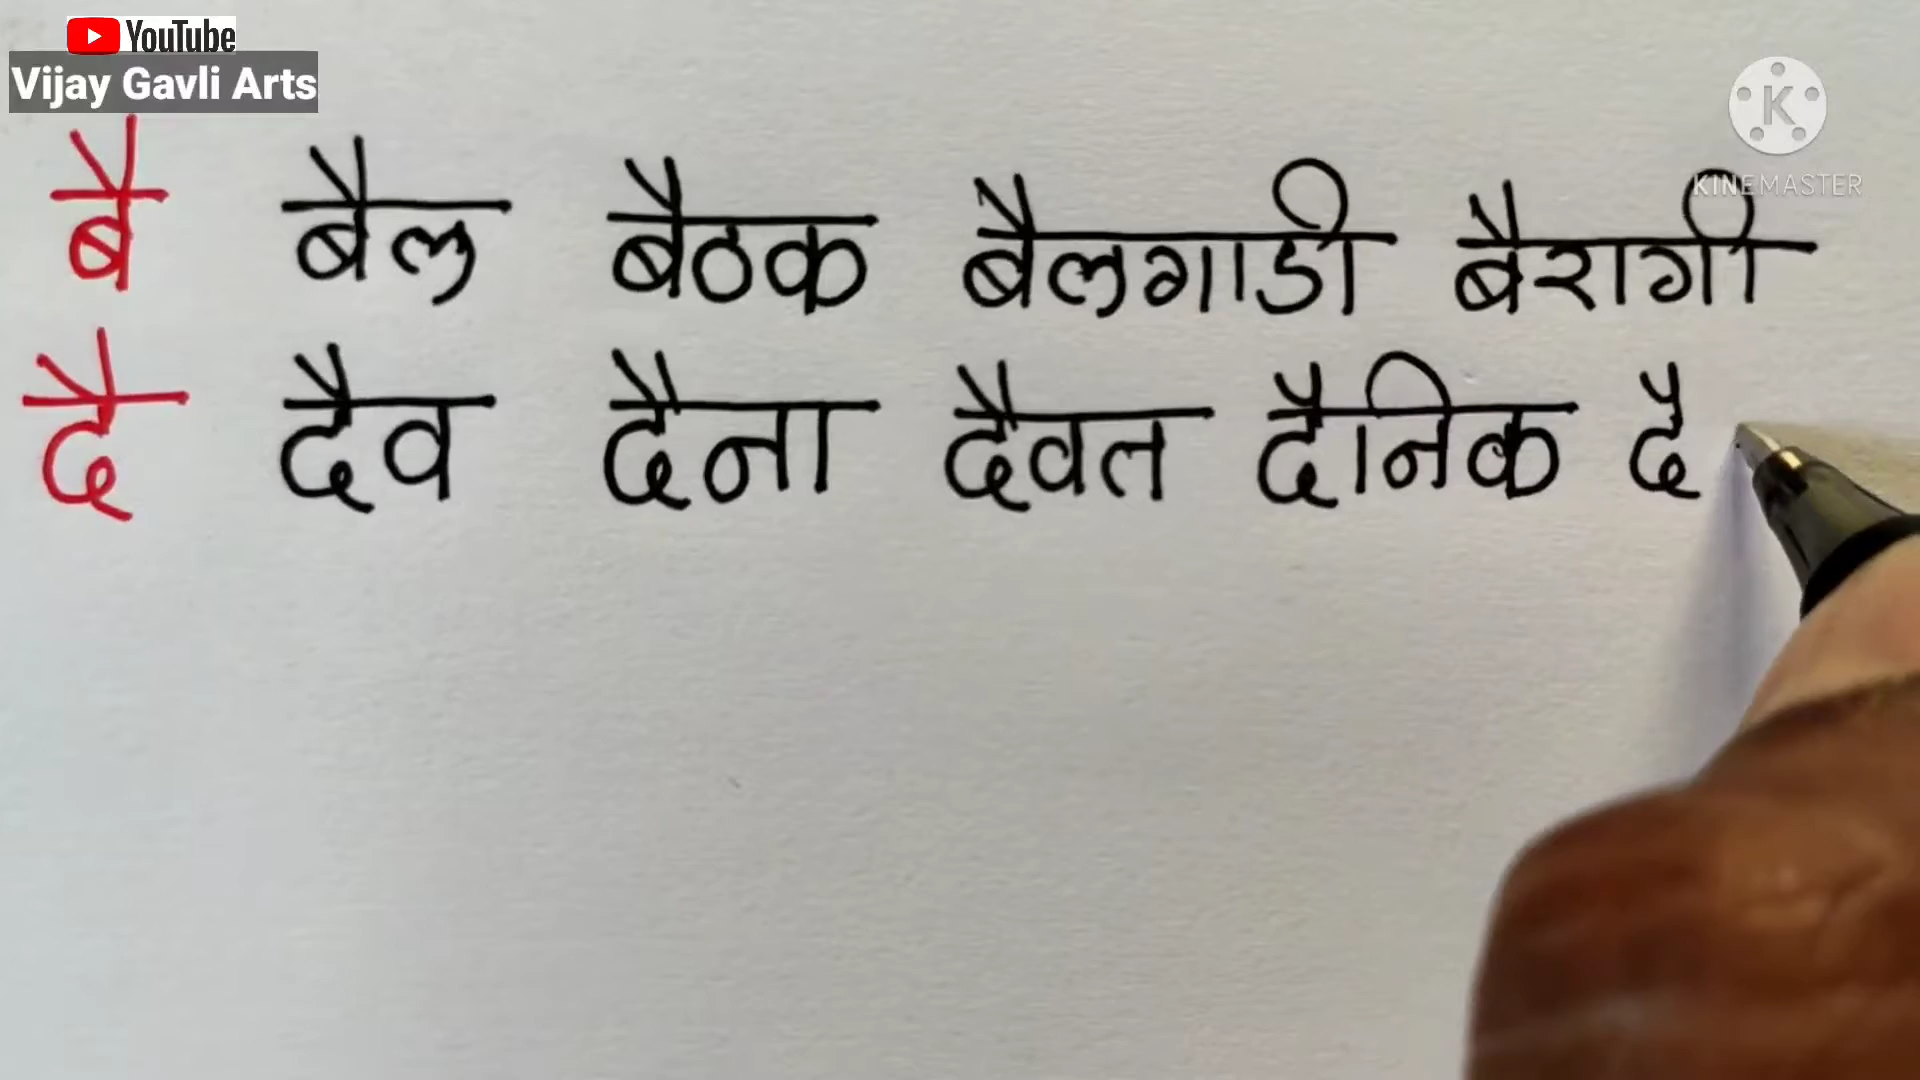 YouTube
Vijay Gavli Arts
KINEMASTER
बै बैल बैठक बैलगाडी बैरागी
दै दैव दैना दैवत दैनिक दै